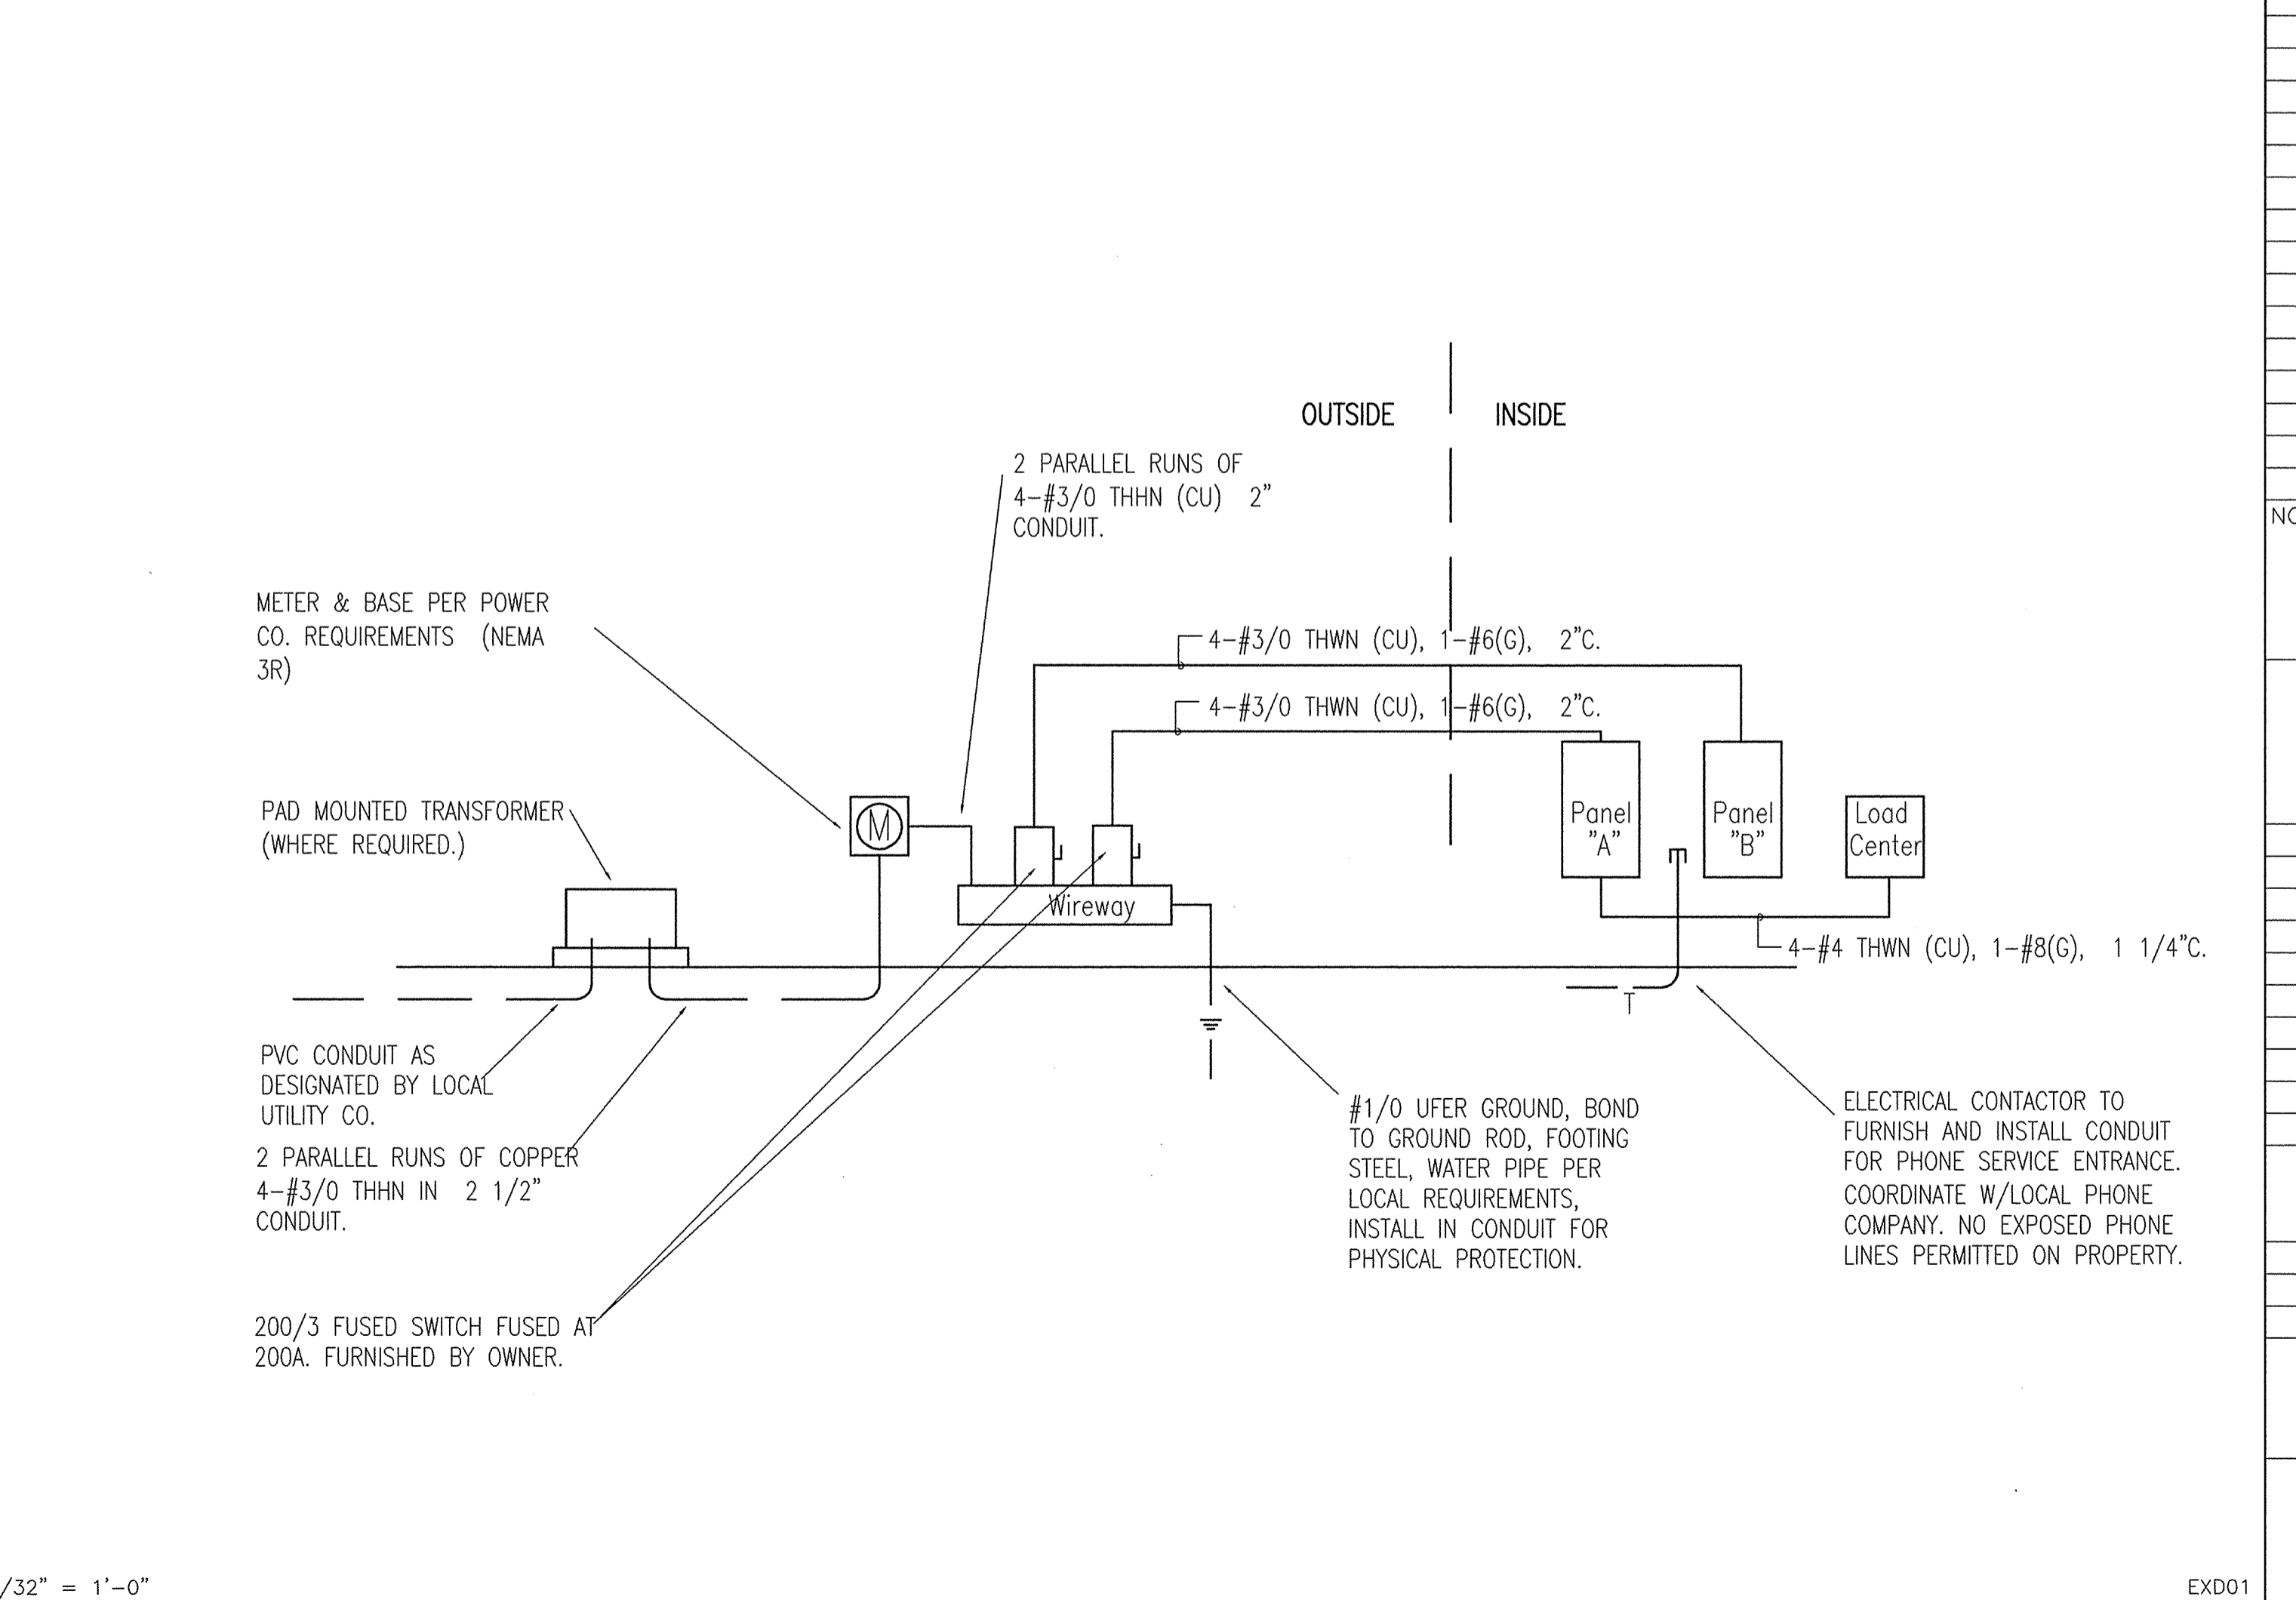 OUTSIDE
INSIDE
2 PARALLEL RUNS OF
4-#3/0 THHN (CU) 2"
CONDUIT.
METER & BASE PER POWER
CO. REQUIREMENTS (NEMA
3R)
4-#3/0 THWN (CU), 1-#6(G), 2"C.
4-#3/0 THWN (CU), 1-#6(G), 2"C.
PAD MOUNTED TRANSFORMER
(WHERE REQUIRED.)
M
Wireway
Panel
"A"
Panel
"B"
Load
Center
4-#4 THWN (CU), 1-#8(G), 1 1/4"C.
T
PVC CONDUIT AS
DESIGNATED BY LOCAL
UTILITY CO.
2 PARALLEL RUNS OF COPPER
4-#3/0 THHN IN 2 1/2"
CONDUIT.
200/3 FUSED SWITCH FUSED AT
200A. FURNISHED BY OWNER.
#1/0 UFER GROUND, BOND
TO GROUND ROD, FOOTING
STEEL, WATER PIPE PER
LOCAL REQUIREMENTS,
INSTALL IN CONDUIT FOR
PHYSICAL PROTECTION.
ELECTRICAL CONTACTOR TO
FURNISH AND INSTALL CONDUIT
FOR PHONE SERVICE ENTRANCE.
COORDINATE W/LOCAL PHONE
COMPANY. NO EXPOSED PHONE
LINES PERMITTED ON PROPERTY.
/32" = 1'-0"
EXD01